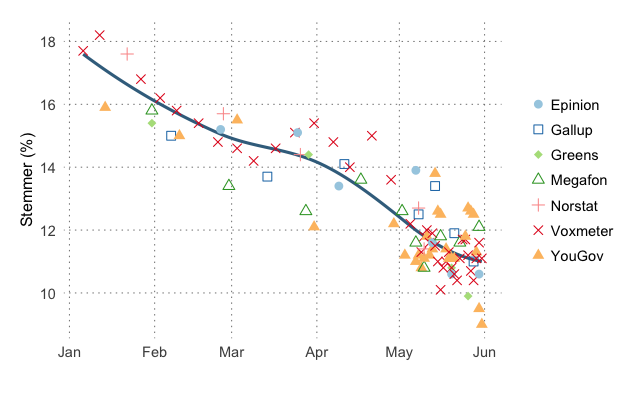 18
16
14
12
10
Stemmer (%)
Jan Feb Mar Apr May Jun
Epinion
Gallup
Greens
Megafon
Norstat
Voxmeter
YouGov